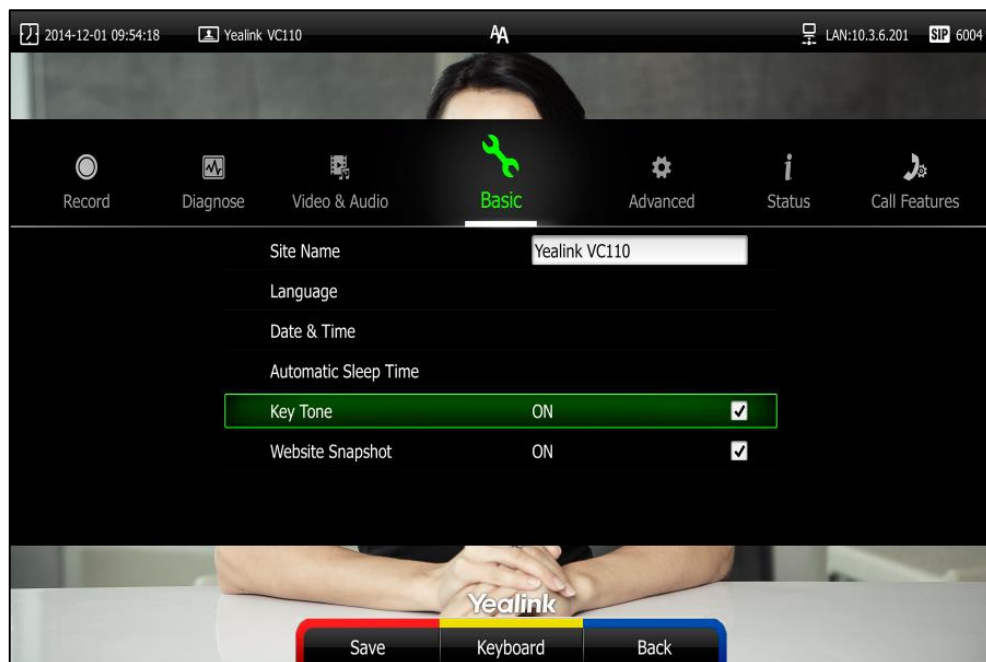 2014-12-01 09:54:18 Yealink VC110 AA LAN:10.3.6.201 SIP 6004
Record Diagnose Video & Audio Basic Advanced Status Call Features
Site Name Yealink VC110
Language
Date & Time
Automatic Sleep Time
Key Tone ON
Website Snapshot ON
Yealink
Save Keyboard Back